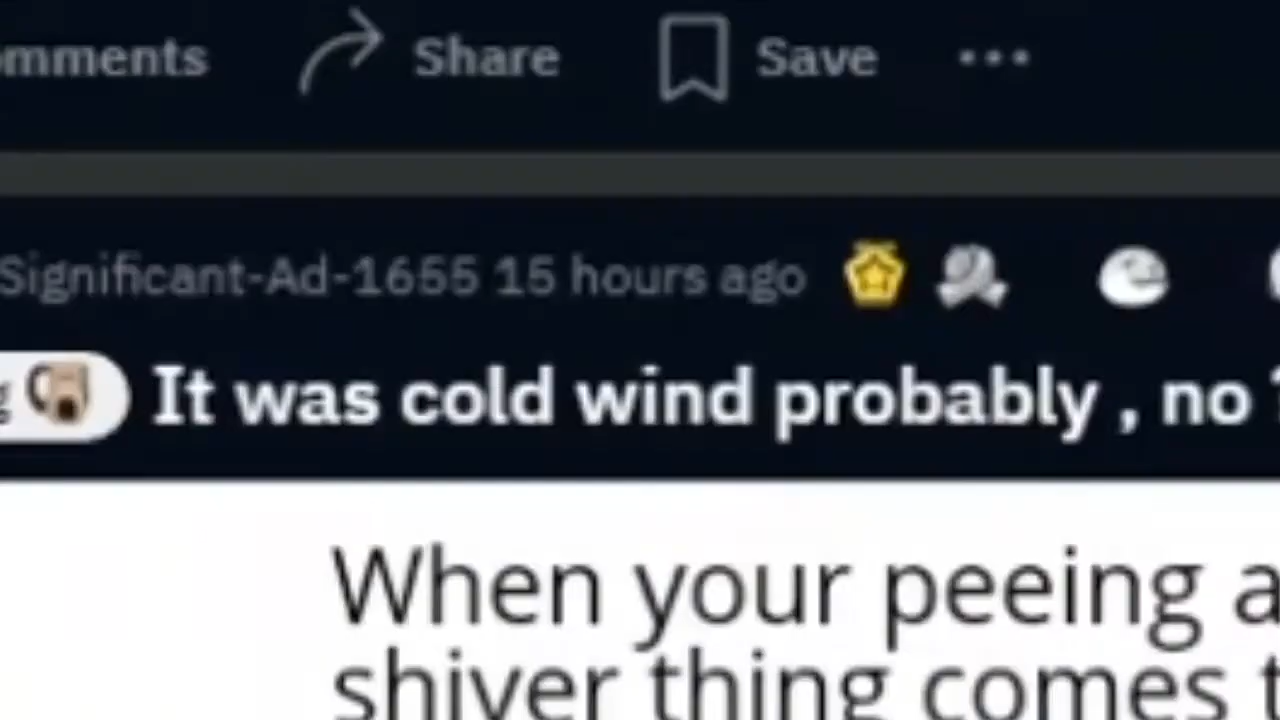 omments Share Save
Significant-Ad-1655 15 hours ago
It was cold wind probably , no ?
When your peeing a
shiver thing comes t